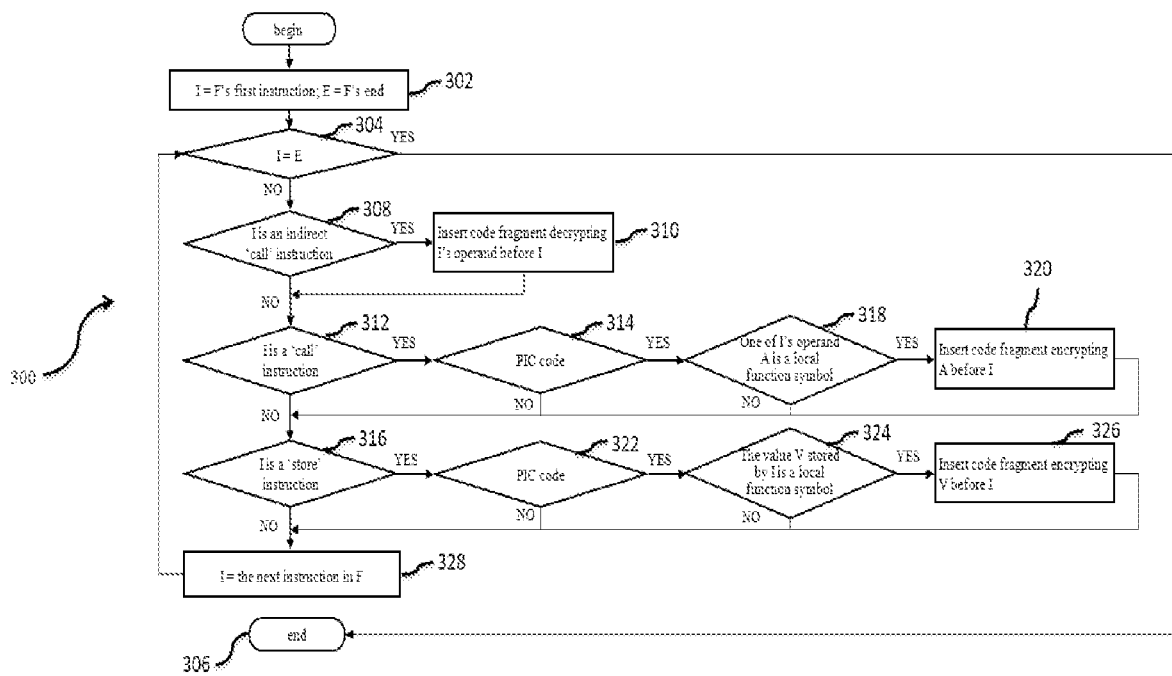 begin
I = F's first instruction; E = F's end
302
304
YES
I = E
NO
308
I is an indirect
'call' instruction
YES
Insert code fragment decrypting
I's operand before I
310
NO
312
I is a 'call'
instruction
YES
314
PIC code
YES
318
One of I's operand
A is a local
function symbol
YES
320
Insert code fragment encrypting
A before I
300
NO
NO
NO
316
I is a 'store'
instruction
YES
322
PIC code
YES
324
The value V stored
by I is a local
function symbol
YES
326
Insert code fragment encrypting
V before I
NO
NO
NO
I = the next instruction in F
328
end
306